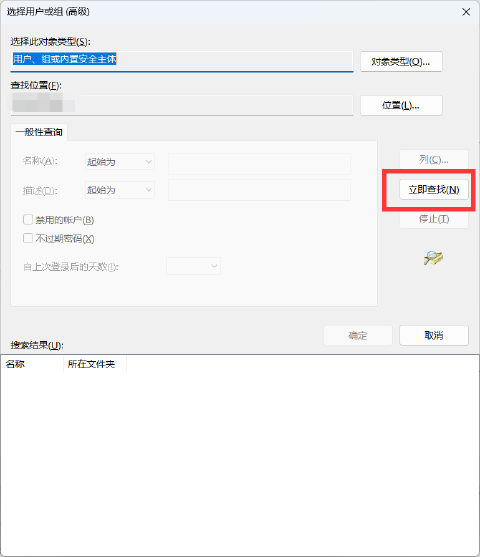 选择用户或组 (高级)
选择此对象类型(S):
用户、组或内置安全主体
对象类型(O)...
查找位置(F):
位置(L)...
一般性查询
名称(A):
起始为
列(C)...
描述(D):
起始为
立即查找(N)
禁用的帐户(B)
停止(T)
不过期密码(X)
自上次登录后的天数(I):
确定
取消
搜索结果(U):
名称
所在文件夹